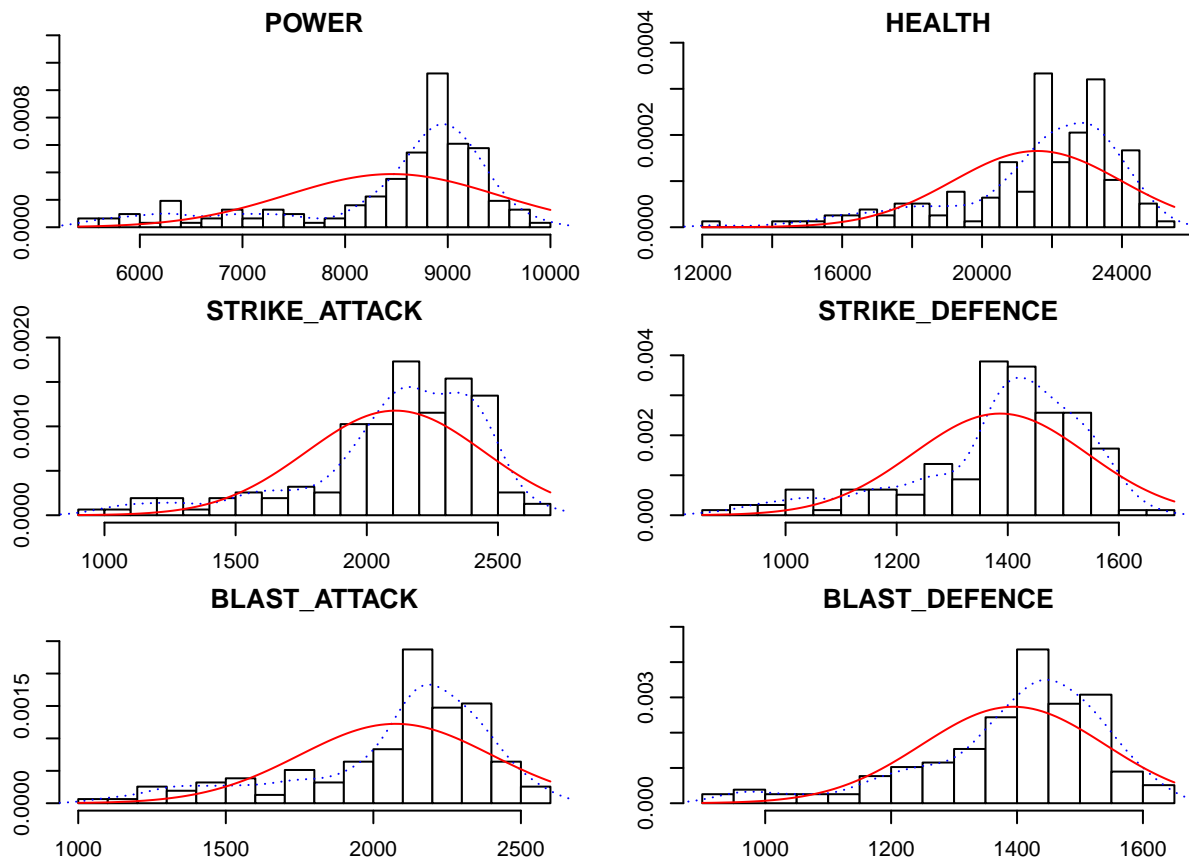 POWER
0.0000 0.0008
6000 7000 8000 9000 10000
HEALTH
0.0000 0.0002 0.0004
12000 16000 20000 24000
STRIKE_ATTACK
0.0000 0.0010 0.0020
1000 1500 2000 2500
STRIKE_DEFENCE
0.000 0.002 0.004
1000 1200 1400 1600
BLAST_ATTACK
0.0000 0.0015
1000 1500 2000 2500
BLAST_DEFENCE
0.000 0.003
1000 1200 1400 1600